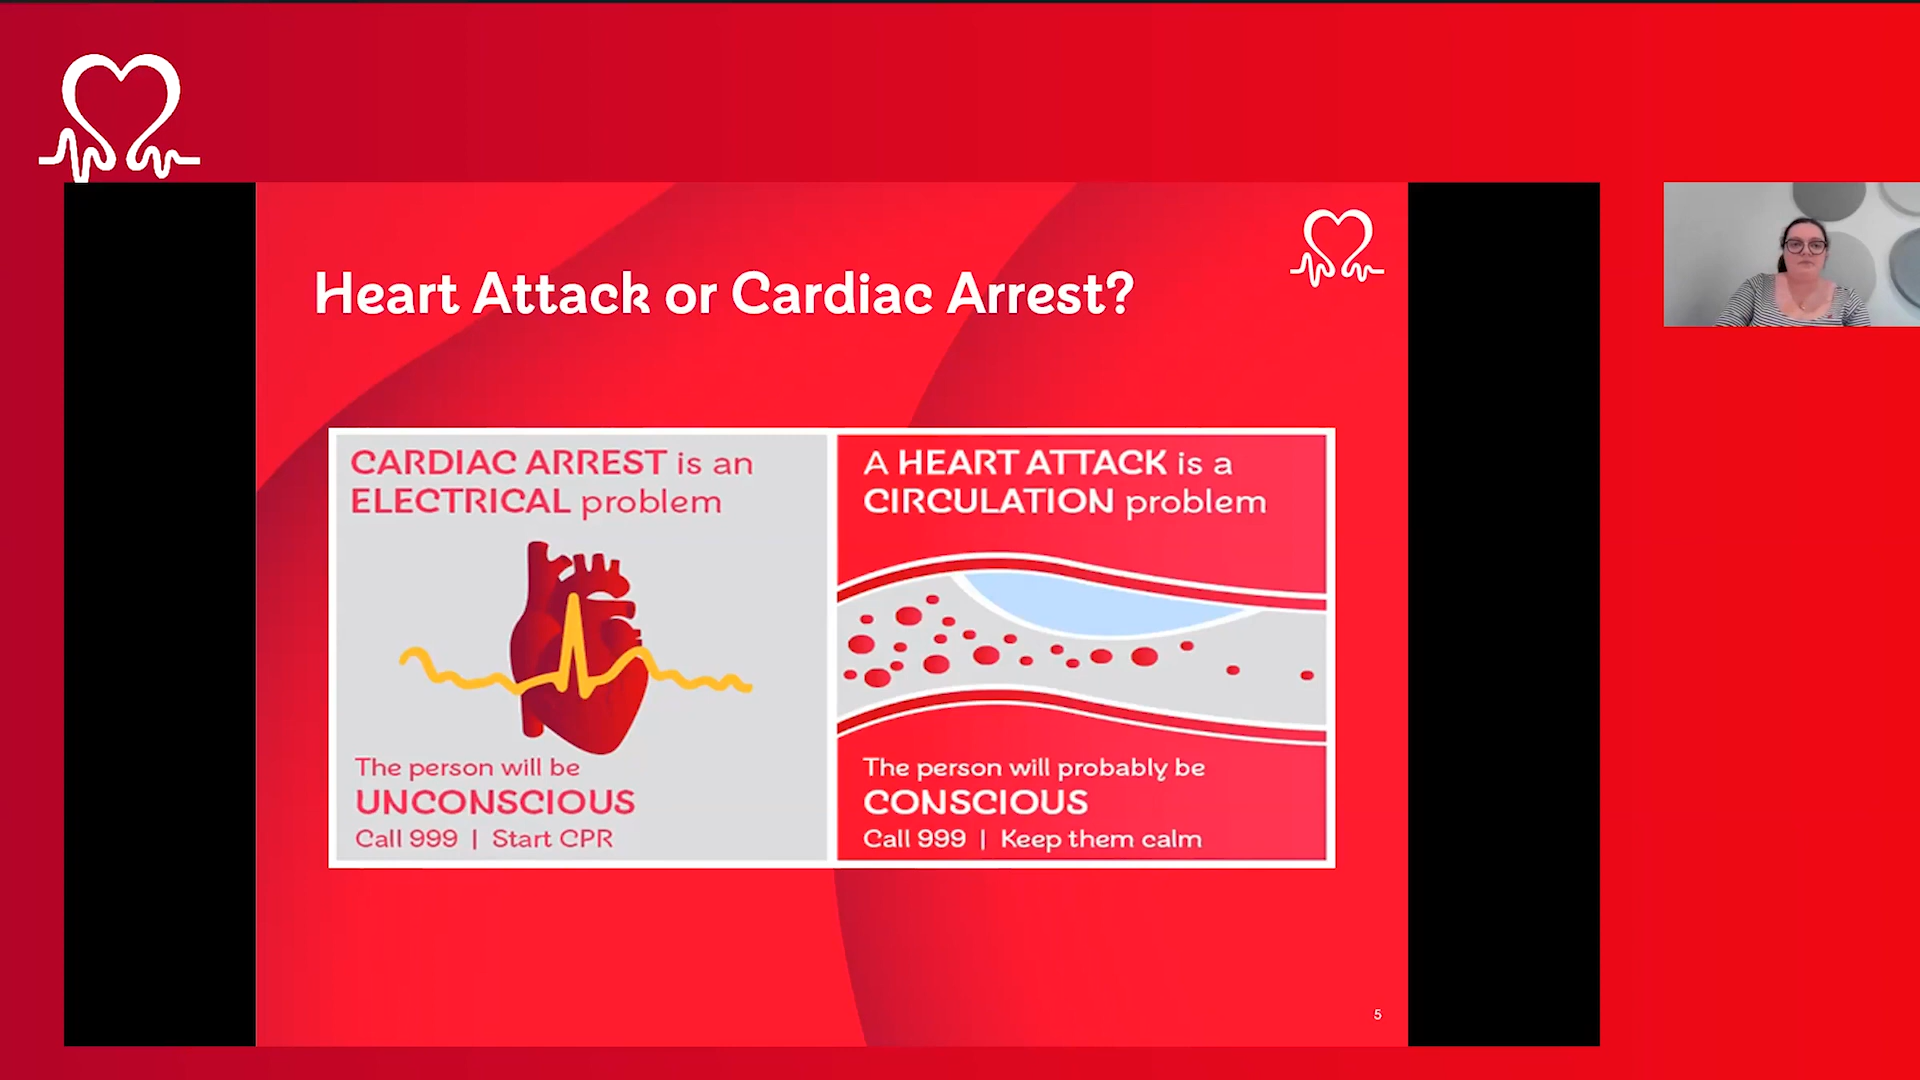 Heart Attack or Cardiac Arrest?
CARDIAC ARREST is an
ELECTRICAL problem
The person will be
UNCONSCIOUS
Call 999 | Start CPR
A HEART ATTACK is a
CIRCULATION problem
The person will probably be
CONSCIOUS
Call 999 | Keep them calm
5